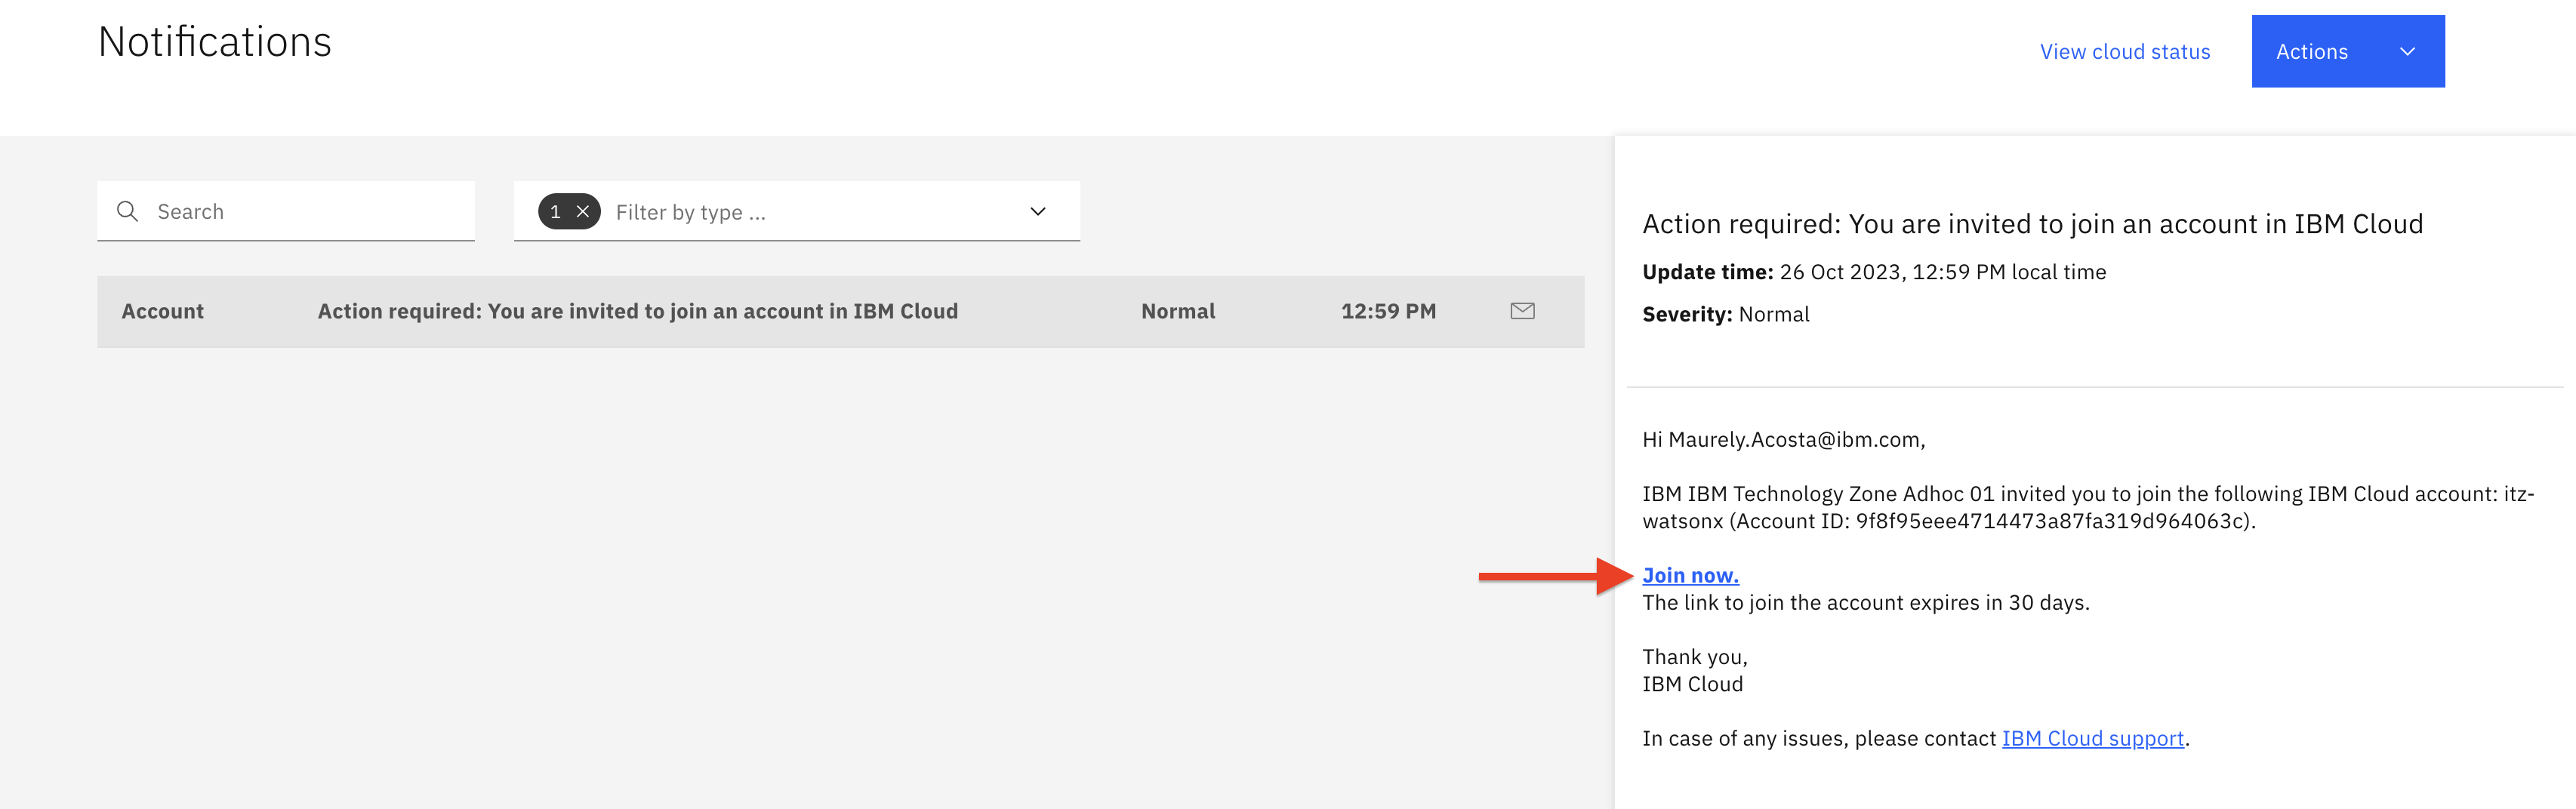 Notifications
View cloud status
Actions
Search
1
Filter by type ...
Account Action required: You are invited to join an account in IBM Cloud Normal 12:59 PM
Action required: You are invited to join an account in IBM Cloud
Update time: 26 Oct 2023, 12:59 PM local time
Severity: Normal
Hi Maurely.Acosta@ibm.com,
IBM IBM Technology Zone Adhoc 01 invited you to join the following IBM Cloud account: itz-
watsonx (Account ID: 9f8f95eee4714473a87fa319d964063c).
Join now.
The link to join the account expires in 30 days.
Thank you,
IBM Cloud
In case of any issues, please contact IBM Cloud support.